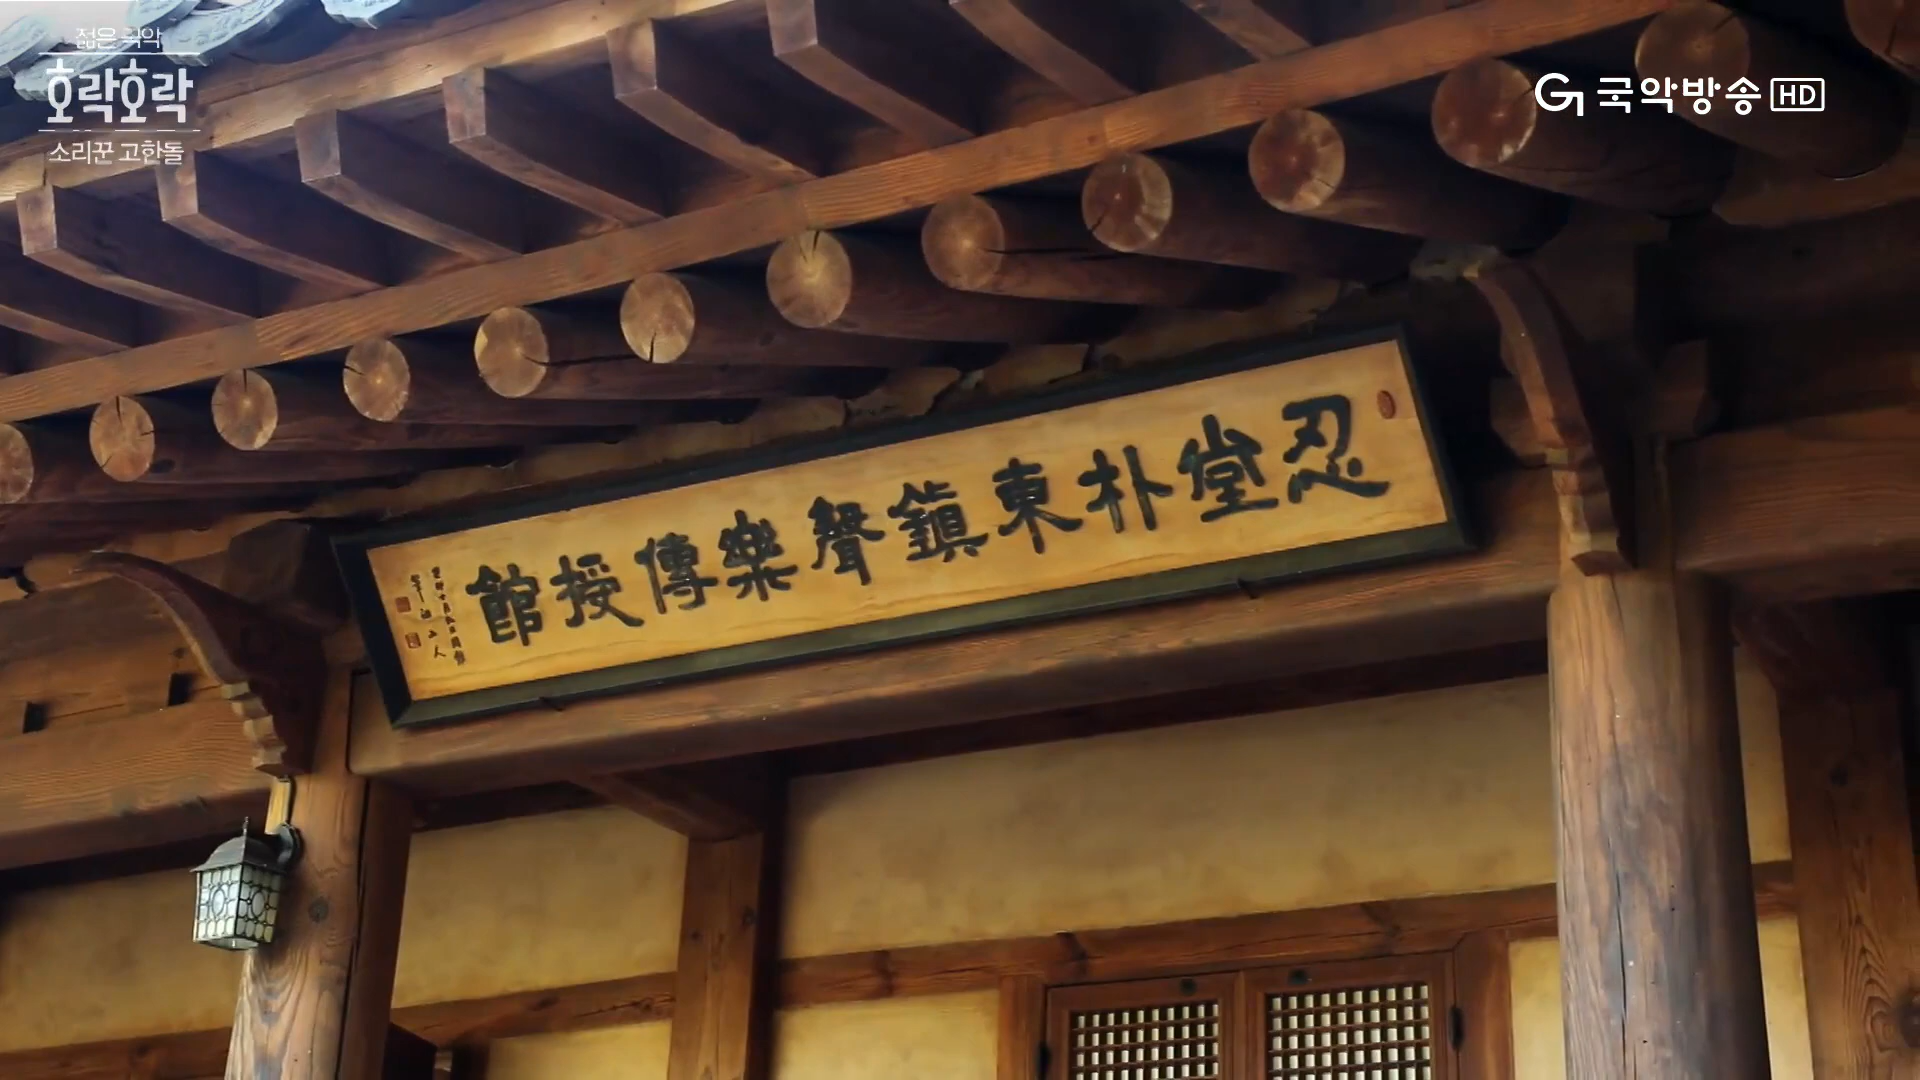 젊은 국악
호락호락
소리꾼 고한돌
G 국악방송 HD
忍堂朴東鎭聲樂傳授館